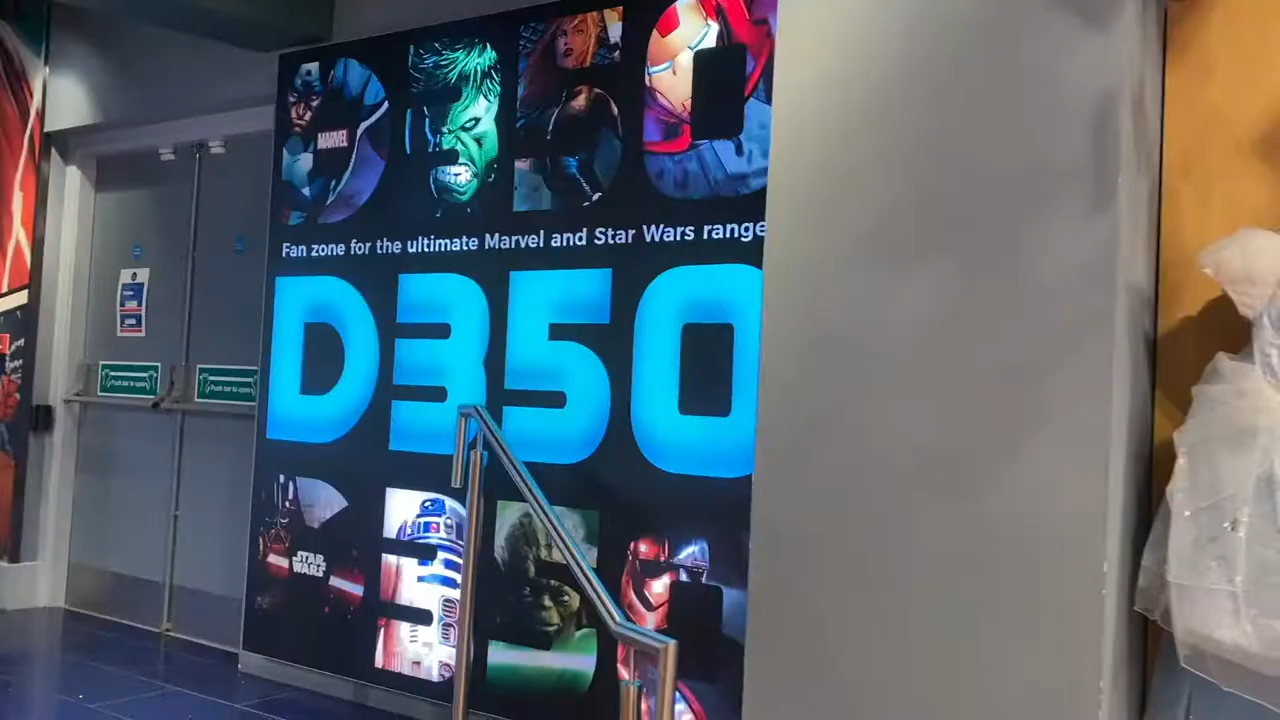 MARVEL
Fan zone for the ultimate Marvel and Star Wars range
D350
STAR
WARS
Push bar to open
Push bar to open